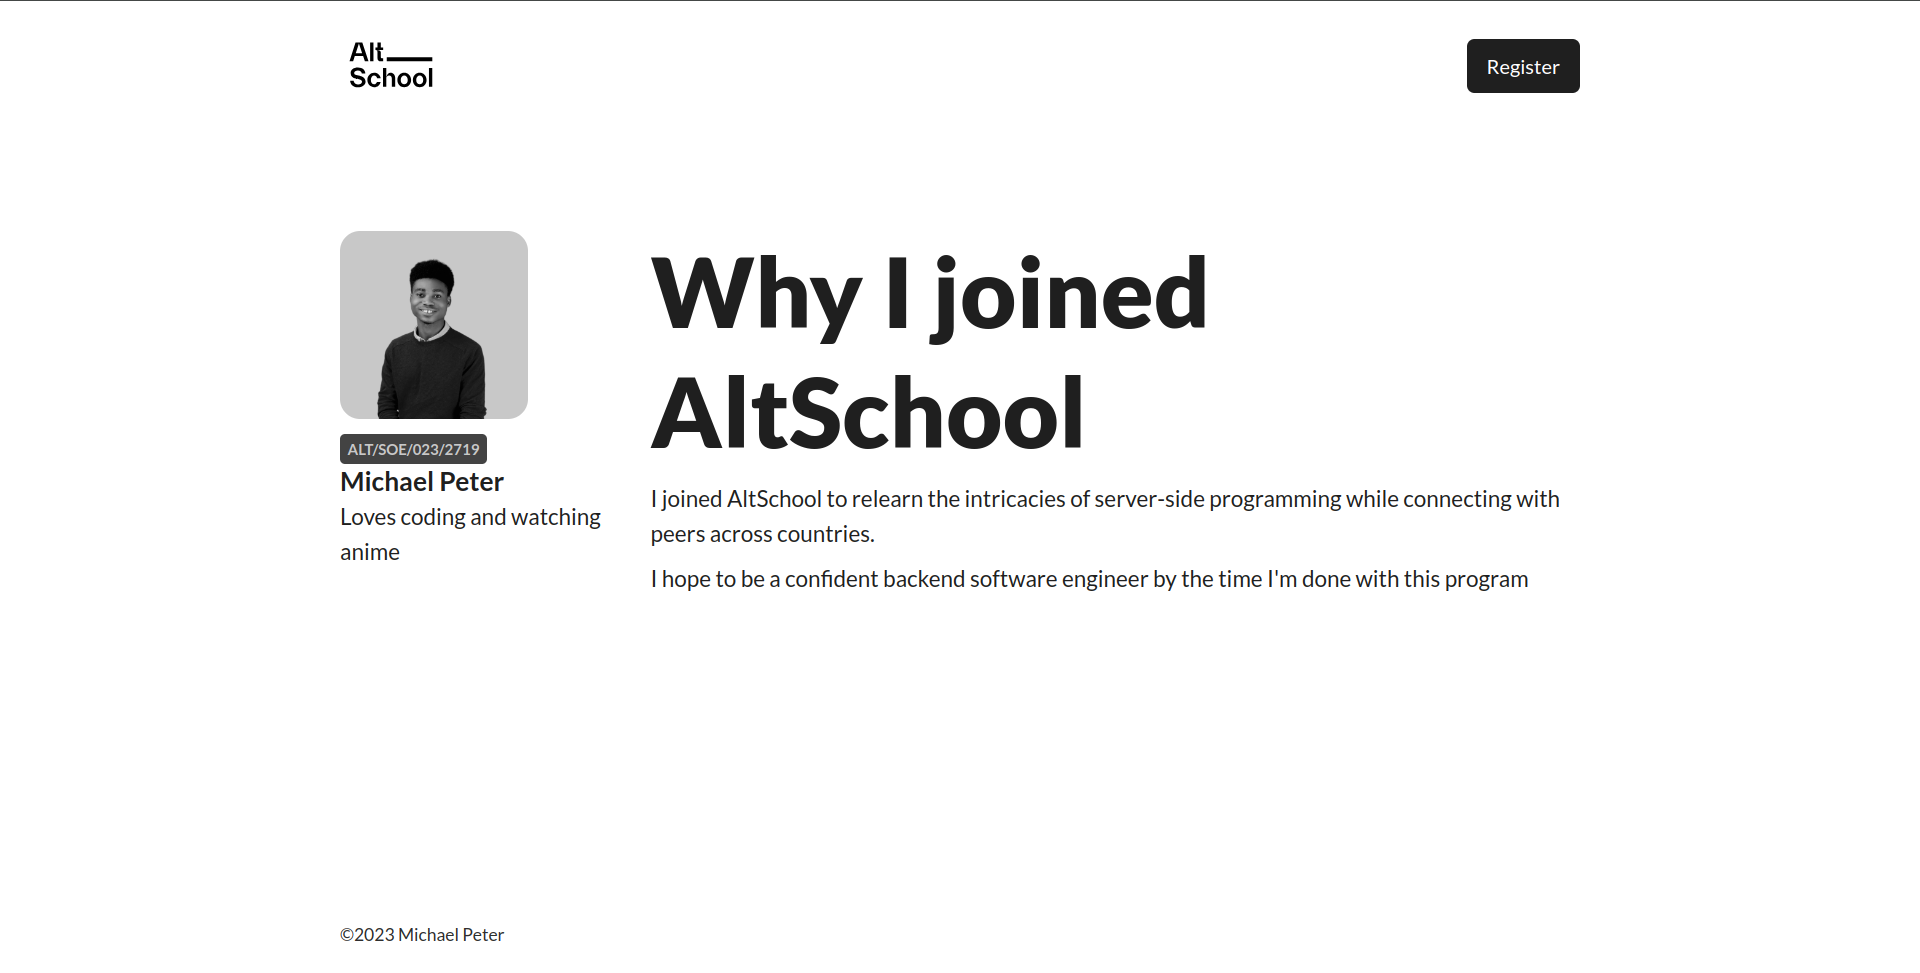 Alt
School
Register
ALT/SOE/023/2719
Michael Peter
Loves coding and watching
anime
Why I joined
AltSchool
I joined AltSchool to relearn the intricacies of server-side programming while connecting with
peers across countries.
I hope to be a confident backend software engineer by the time I'm done with this program
©2023 Michael Peter